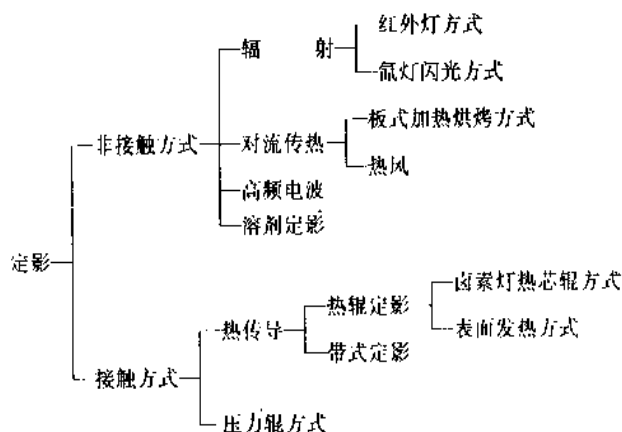 红外灯方式
辐 射
氙灯闪光方式
板式加热烘烤方式
非接触方式
对流传热
热风
高频电波
溶剂定影
定影
卤素灯热芯辊方式
热辊定影
热传导
表面发热方式
带式定影
接触方式
压力辊方式